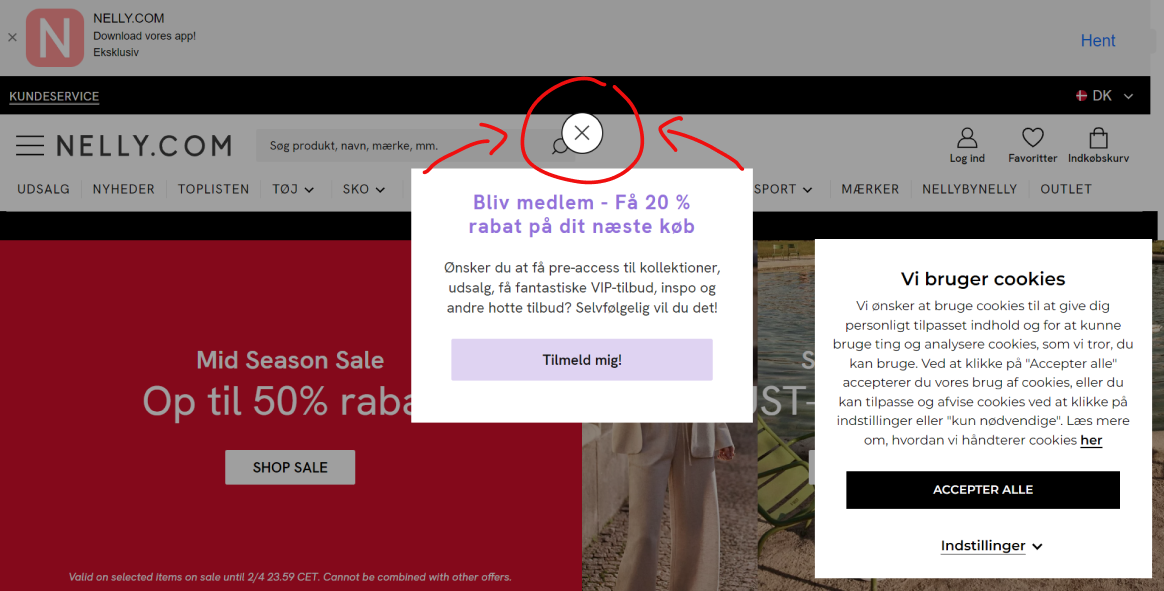 N
NELLY.COM
Download vores app!
Eksklusiv
Hent
KUNDESERVICE
DK
NELLY.COM
Søg produkt, navn, mærke, mm.
Log ind
Favoritter
Indkøbskurv
UDSALG
NYHEDER
TOPLISTEN
TØJ
SKO
SPORT
MÆRKER
NELLYBYNELLY
OUTLET
Bliv medlem - Få 20 %
rabat på dit næste køb
Ønsker du at få pre-access til kollektioner,
udsalg, få fantastiske VIP-tilbud, inspo og
andre hotte tilbud? Selvfølgelig vil du det!
Tilmeld mig!
Mid Season Sale
Op til 50%
SHOP SALE
Valid on selected items on sale until 2/4 23.59 CET. Cannot be combined with other offers.
Vi bruger cookies
Vi ønsker at bruge cookies til at give dig
personligt tilpasset indhold og for at kunne
bruge ting og analysere cookies, som vi tror, du
kan bruge. Ved at klikke på "Accepter alle"
accepterer du vores brug af cookies, eller du
kan tilpasse og afvise cookies ved at klikke på
indstillinger eller "kun nødvendige". Læs mere
om, hvordan vi håndterer cookies her
ACCEPTER ALLE
Indstillinger